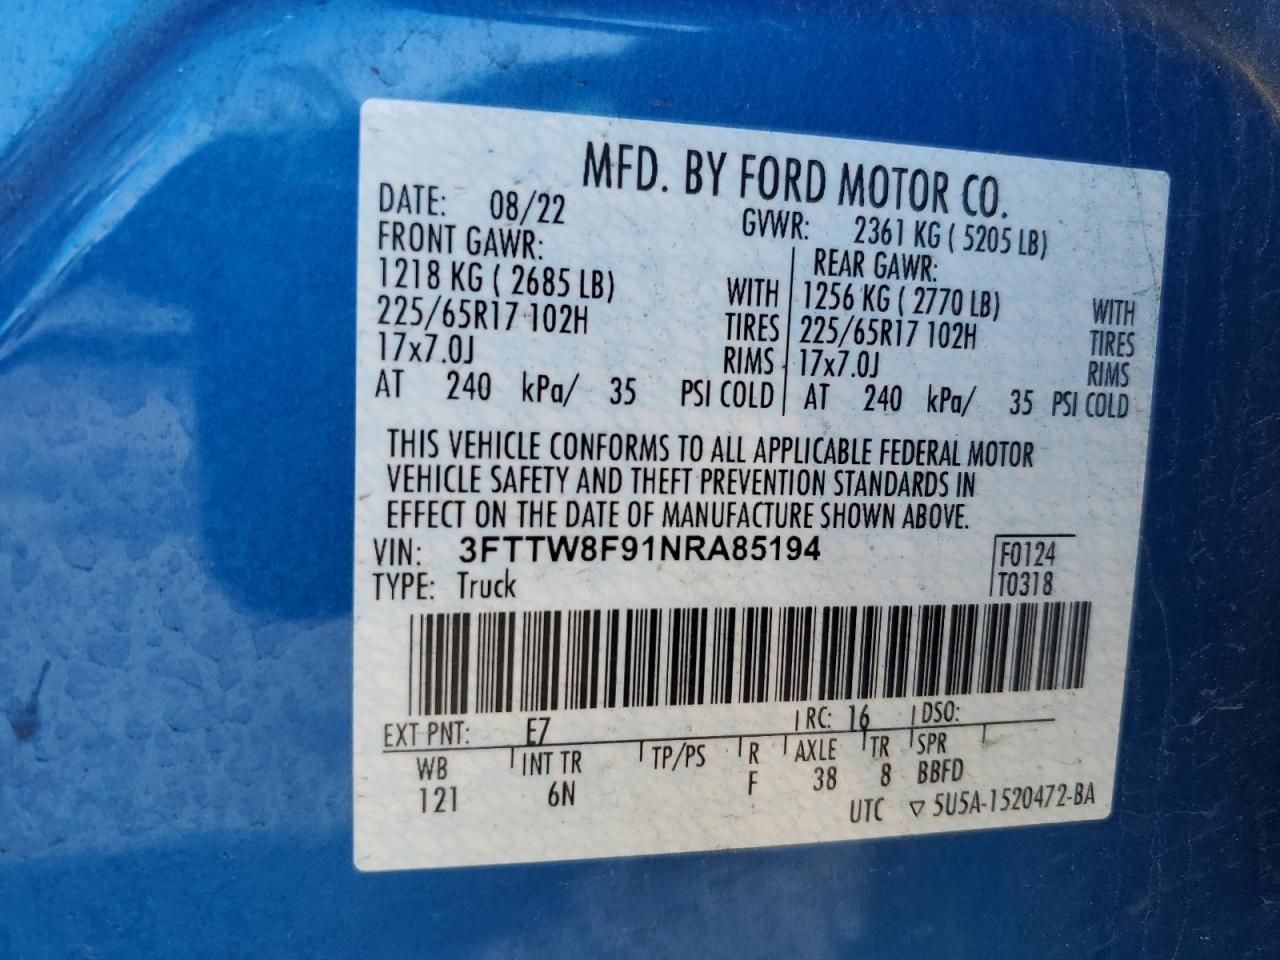 MFD. BY FORD MOTOR CO.
DATE: 08/22 GVWR: 2361 KG ( 5205 LB)
FRONT GAWR: REAR GAWR:
1218 KG ( 2685 LB) WITH 1256 KG ( 2770 LB) WITH
225/65R17 102H TIRES 225/65R17 102H TIRES
17x7.0J RIMS 17x7.0J RIMS
AT 240 kPa/ 35 PSI COLD AT 240 kPa/ 35 PSI COLD
THIS VEHICLE CONFORMS TO ALL APPLICABLE FEDERAL MOTOR
VEHICLE SAFETY AND THEFT PREVENTION STANDARDS IN
EFFECT ON THE DATE OF MANUFACTURE SHOWN ABOVE.
VIN: 3FTTW8F91NRA85194 F0124
TYPE: Truck T0318
EXT PNT: E7 RC: 16 DSO:
WB INT TR TP/PS R AXLE TR SPR
121 6N F 38 8 BBFD
UTC ▽ 5U5A-1520472-BA